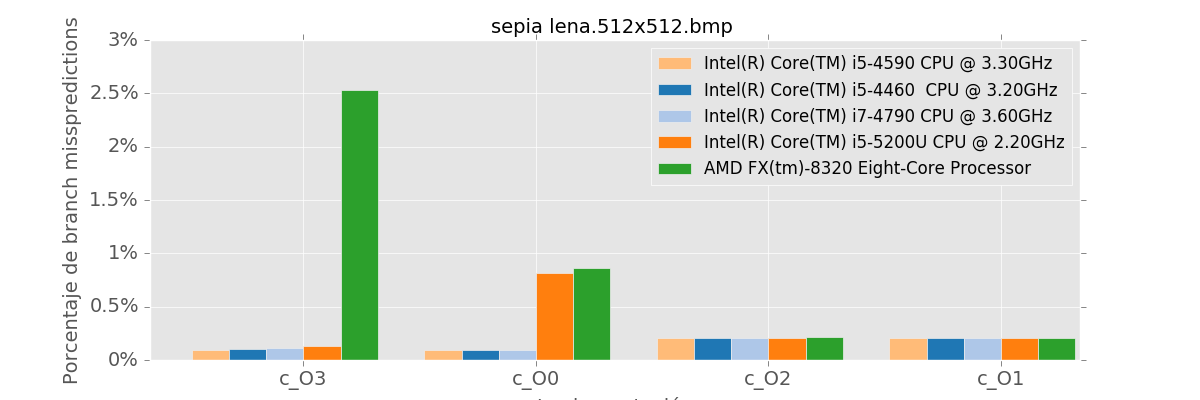 sepia lena.512x512.bmp
Porcentaje de branch misspredictions
3%
2.5%
2%
1.5%
1%
0.5%
0%
Intel(R) Core(TM) i5-4590 CPU @ 3.30GHz
Intel(R) Core(TM) i5-4460  CPU @ 3.20GHz
Intel(R) Core(TM) i7-4790 CPU @ 3.60GHz
Intel(R) Core(TM) i5-5200U CPU @ 2.20GHz
AMD FX(tm)-8320 Eight-Core Processor
c_O3
c_O0
c_O2
c_O1